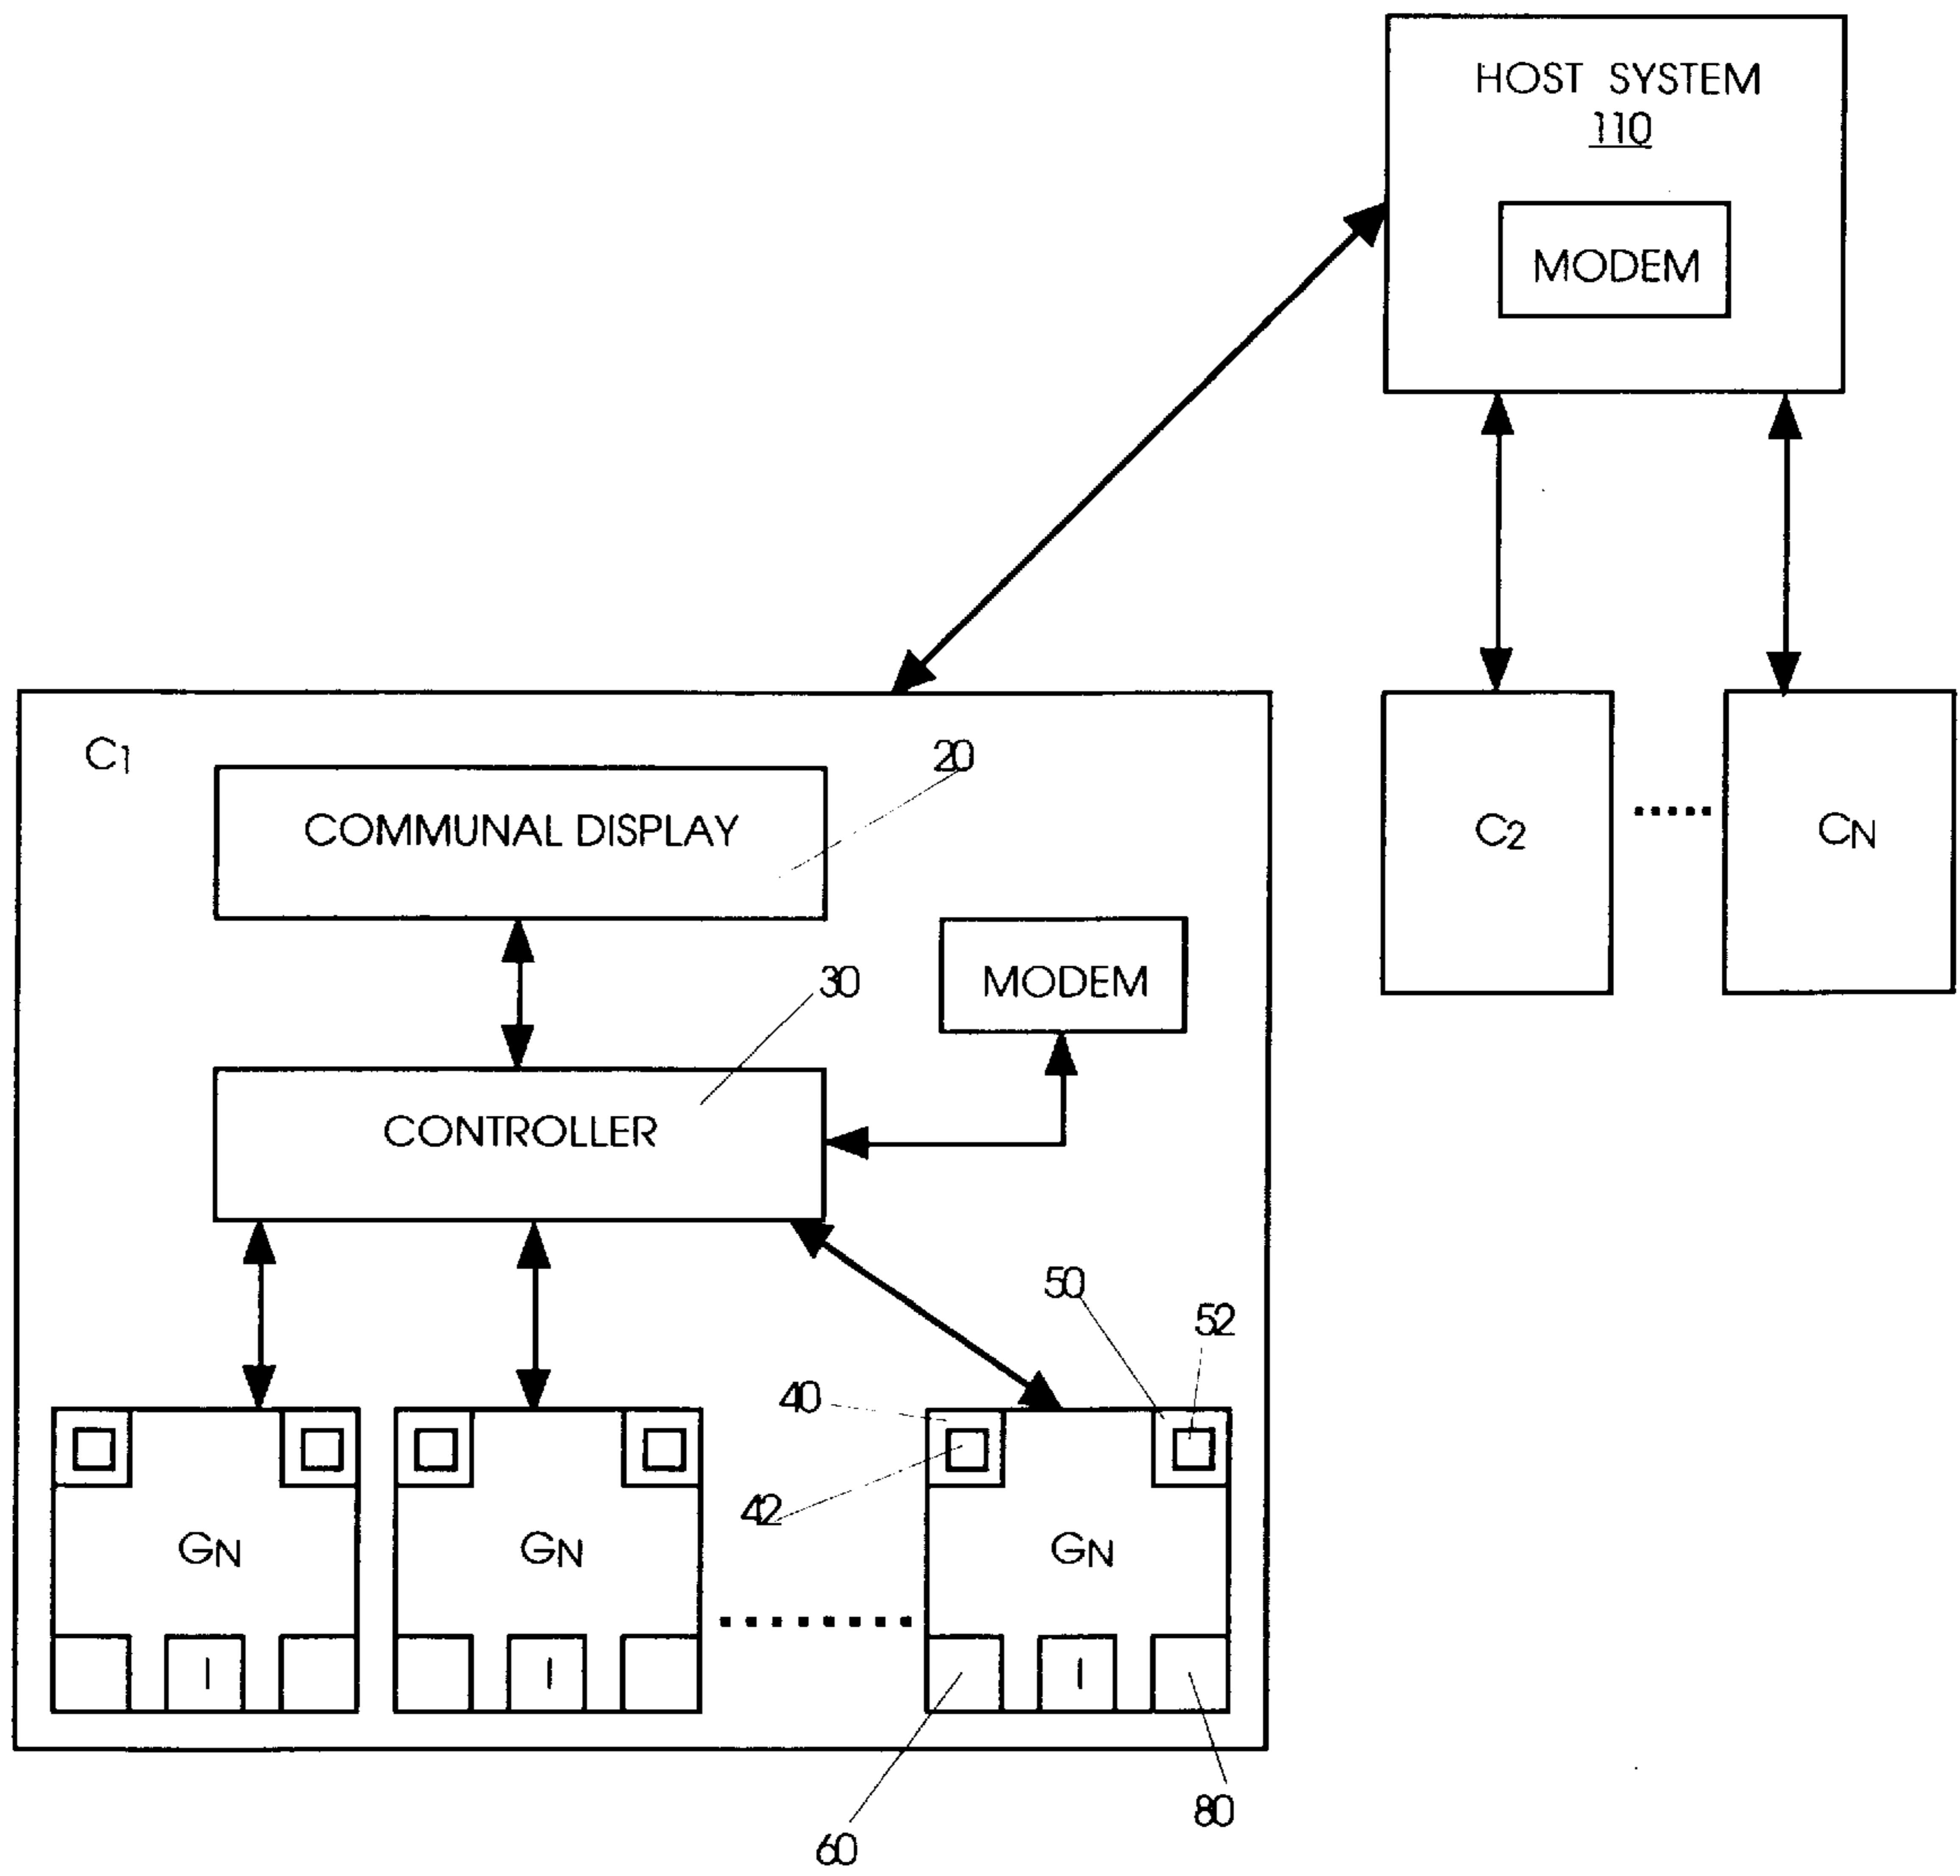 HOST SYSTEM
110
MODEM
C1
20
COMMUNAL DISPLAY
C2
CN
30
MODEM
CONTROLLER
50
52
40
42
GN
GN
GN
I
I
I
60
80